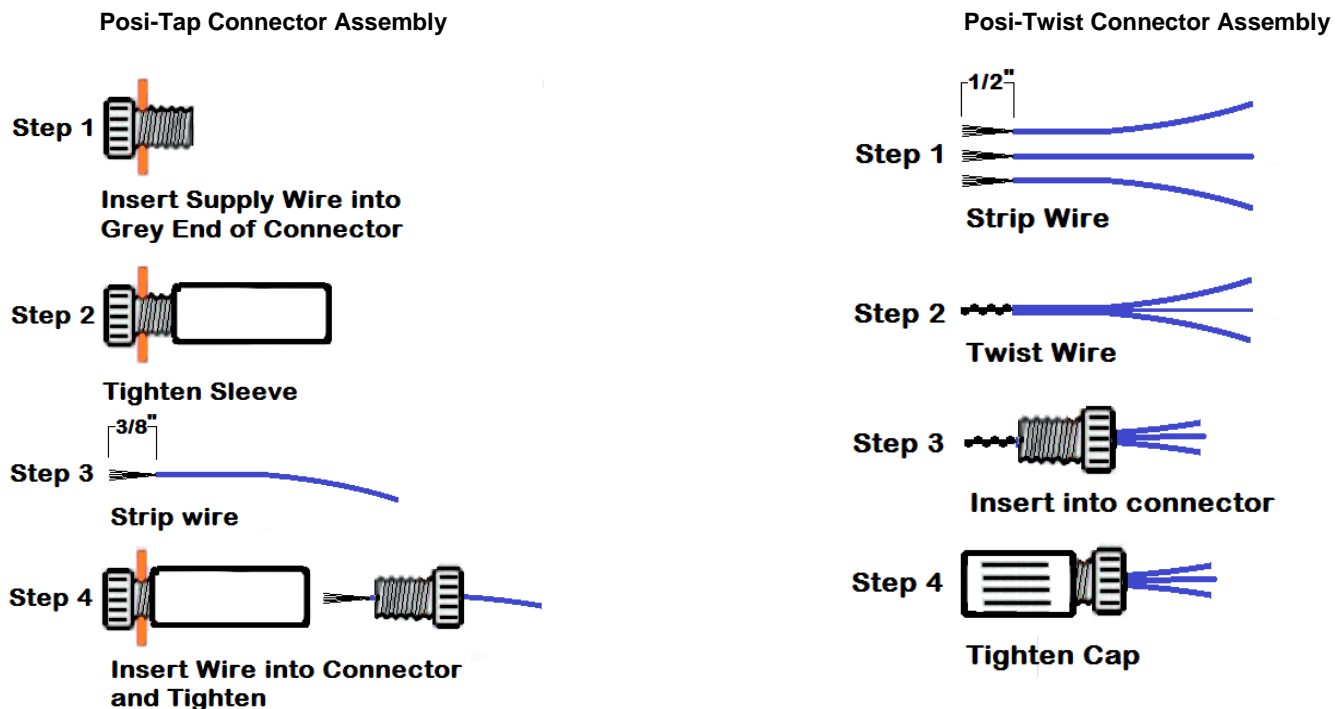 Posi-Tap Connector Assembly
Step 1
Insert Supply Wire into
Grey End of Connector
Step 2
Tighten Sleeve
3/8"
Step 3
Strip wire
Step 4
Insert Wire into Connector
and Tighten
Posi-Twist Connector Assembly
1/2"
Step 1
Strip Wire
Step 2
Twist Wire
Step 3
Insert into connector
Step 4
Tighten Cap